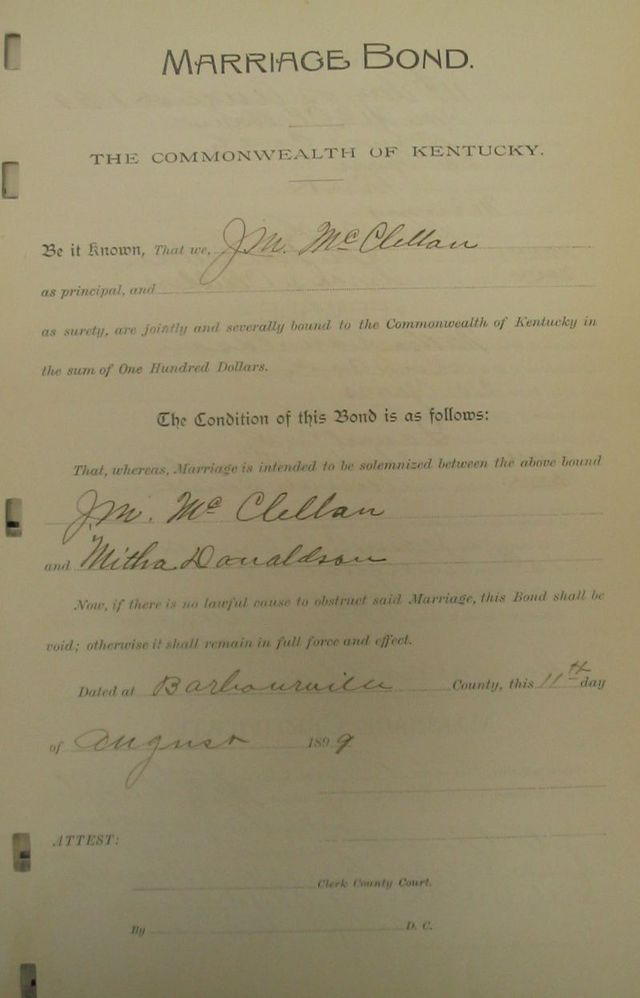 MARRIAGE BOND.
THE COMMONWEALTH OF KENTUCKY.
Be it Known, That we, J.M. McClellan
as principal, and
as surety, are jointly and severally bound to the Commonwealth of Kentucky in
the sum of One Hundred Dollars.
The Condition of this Bond is as follows:
That, whereas, Marriage is intended to be solemnized between the above bound
J.M. McClellan
and Mitha Donaldson
Now, if there is no lawful cause to obstruct said Marriage, this Bond shall be
void; otherwise it shall remain in full force and effect.
Dated at Barbourville County, this 11th day
of August 1899
ATTEST:
Clerk County Court.
By D. C.